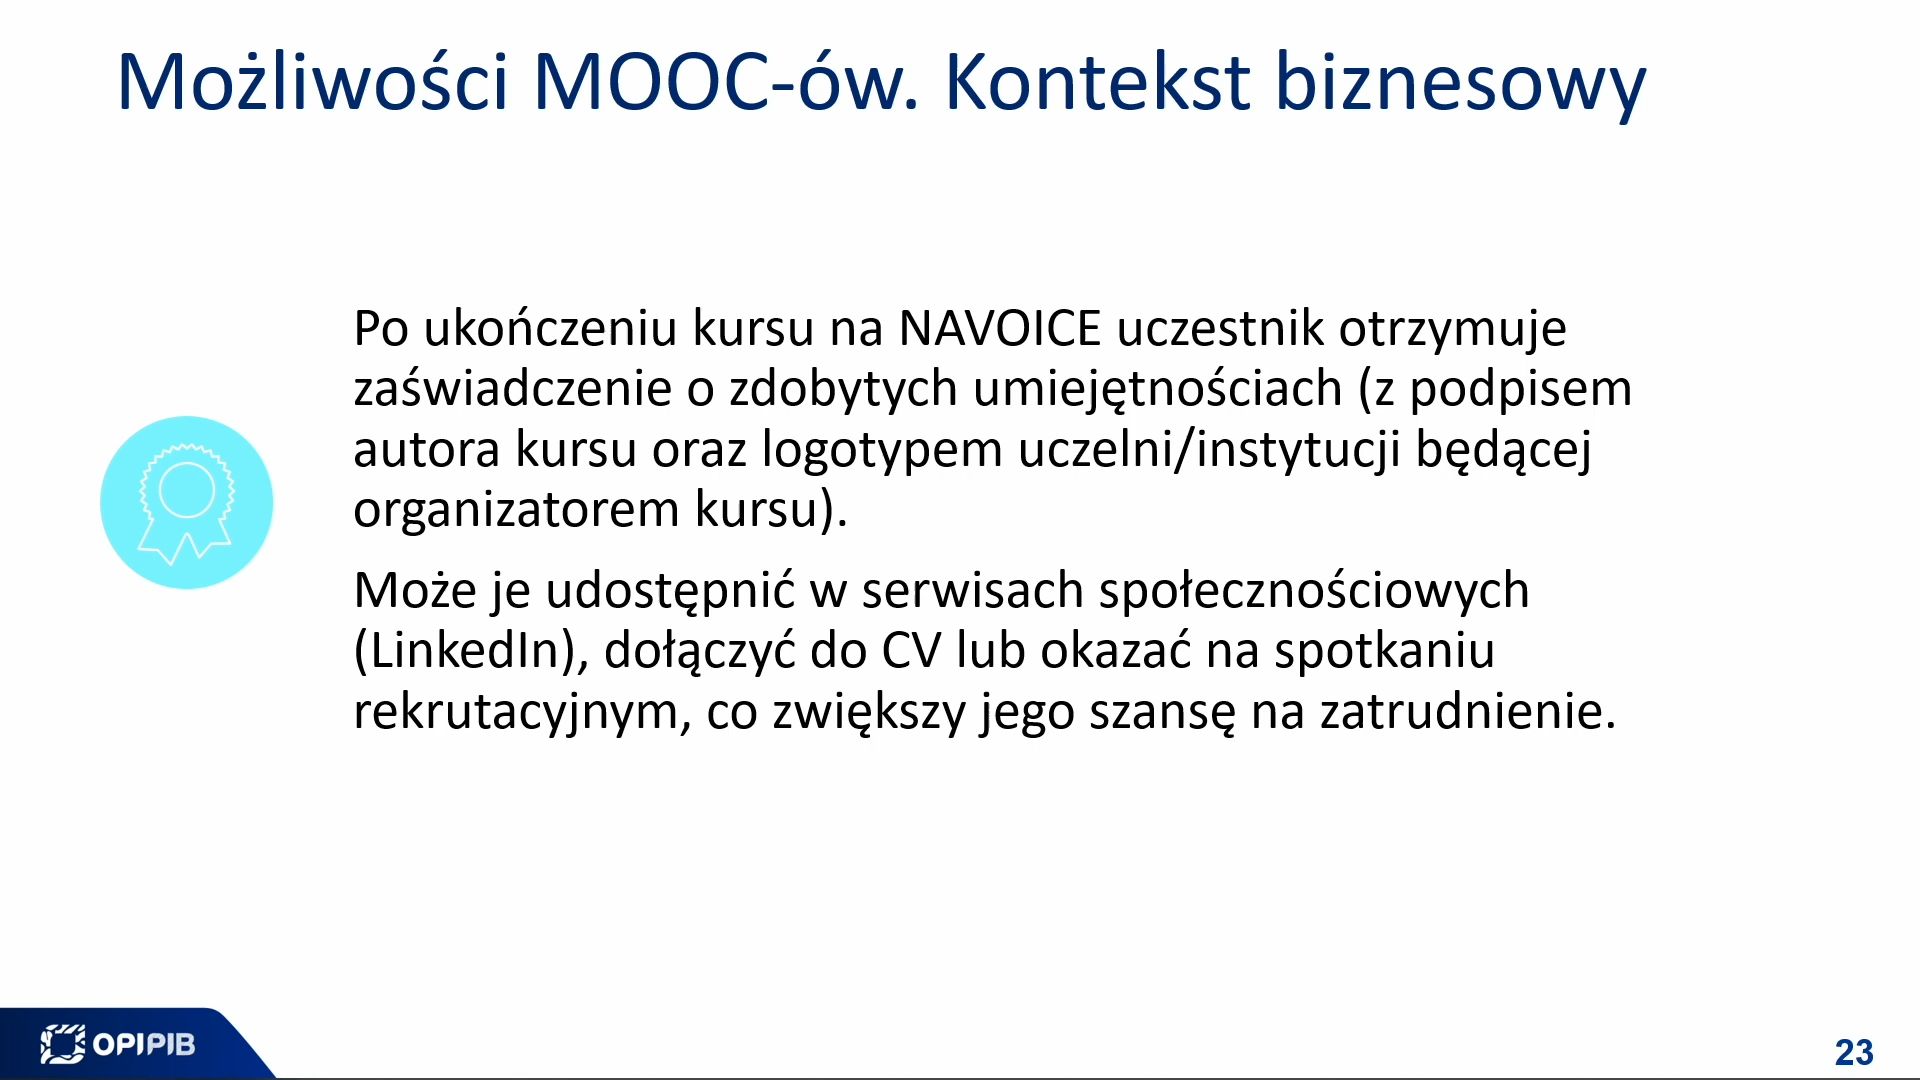 Możliwości MOOC-ów. Kontekst biznesowy
Po ukończeniu kursu na NAVOICE uczestnik otrzymuje
zaświadczenie o zdobytych umiejętnościach (z podpisem
autora kursu oraz logotypem uczelni/instytucji będącej
organizatorem kursu).
Może je udostępnić w serwisach społecznościowych
(LinkedIn), dołączyć do CV lub okazać na spotkaniu
rekrutacyjnym, co zwiększy jego szansę na zatrudnienie.
OPIPIB
23